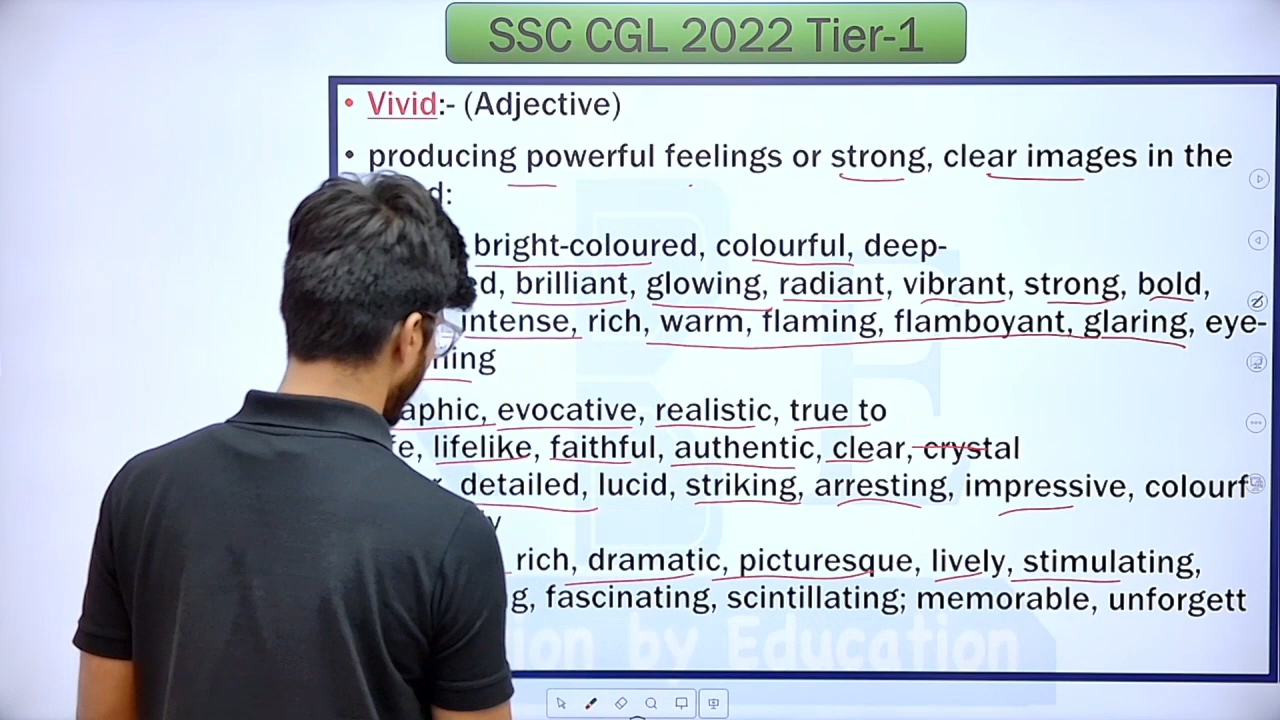 SSC CGL 2022 Tier-1
• Vivid:- (Adjective)
• producing powerful feelings or strong, clear images in the
bright-coloured, colourful, deep-
brilliant, glowing, radiant, vibrant, strong, bold,
intense, rich, warm, flaming, flamboyant, glaring, eye-
evocative, realistic, true to
lifelike, faithful, authentic, clear, crystal
detailed, lucid, striking, arresting, impressive, colourf
rich, dramatic, picturesque, lively, stimulating,
fascinating, scintillating; memorable, unforgett
by Education